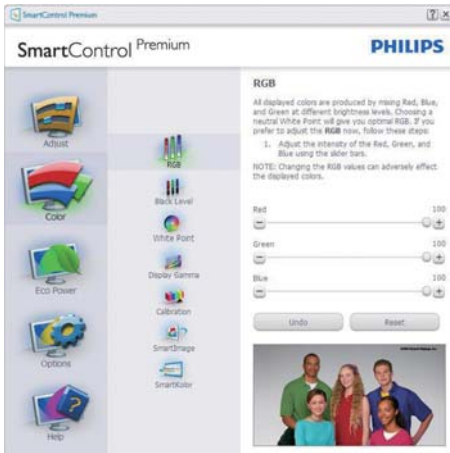 SmartControl Premium
SmartControl Premium
PHILIPS
Adjust
Color
Eco Power
Options
Help
RGB
Black Level
White Point
Display Gamma
Calibration
SmartImage
SmartKolor
RGB
All displayed colors are produced by mixing Red, Blue,
and Green at different brightness levels. Choosing a
neutral White Point will give you optimal RGB. If you
prefer to adjust the RGB now, follow these steps:
1. Adjust the intensity of the Red, Green, and
Blue using the slider bars.
NOTE: Changing the RGB values can adversely effect
the displayed colors.
Red 100
Green 100
Blue 100
Undo Reset